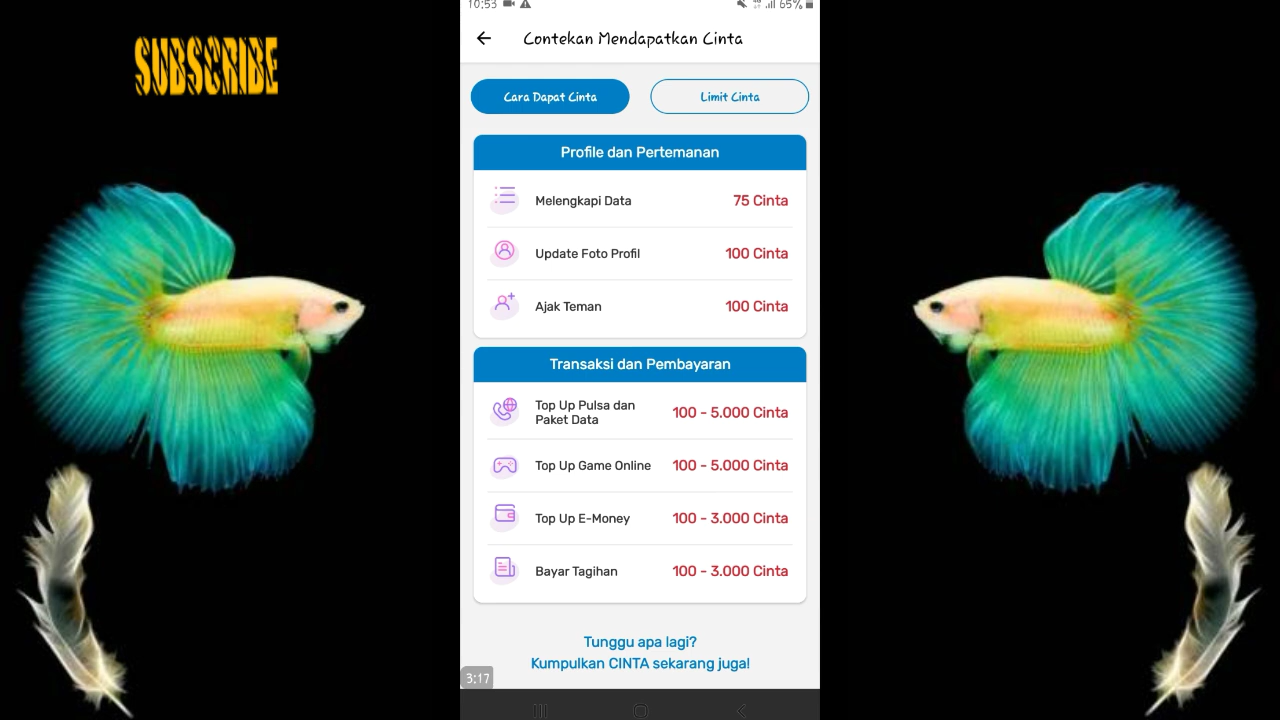 SUBSCRIBE
10:53
65%
Contekan Mendapatkan Cinta
Cara Dapat Cinta
Limit Cinta
Profile dan Pertemanan
Melengkapi Data
75 Cinta
Update Foto Profil
100 Cinta
Ajak Teman
100 Cinta
Transaksi dan Pembayaran
Top Up Pulsa dan
Paket Data
100 - 5.000 Cinta
Top Up Game Online
100 - 5.000 Cinta
Top Up E-Money
100 - 3.000 Cinta
Bayar Tagihan
100 - 3.000 Cinta
Tunggu apa lagi?
Kumpulkan CINTA sekarang juga!
3:17